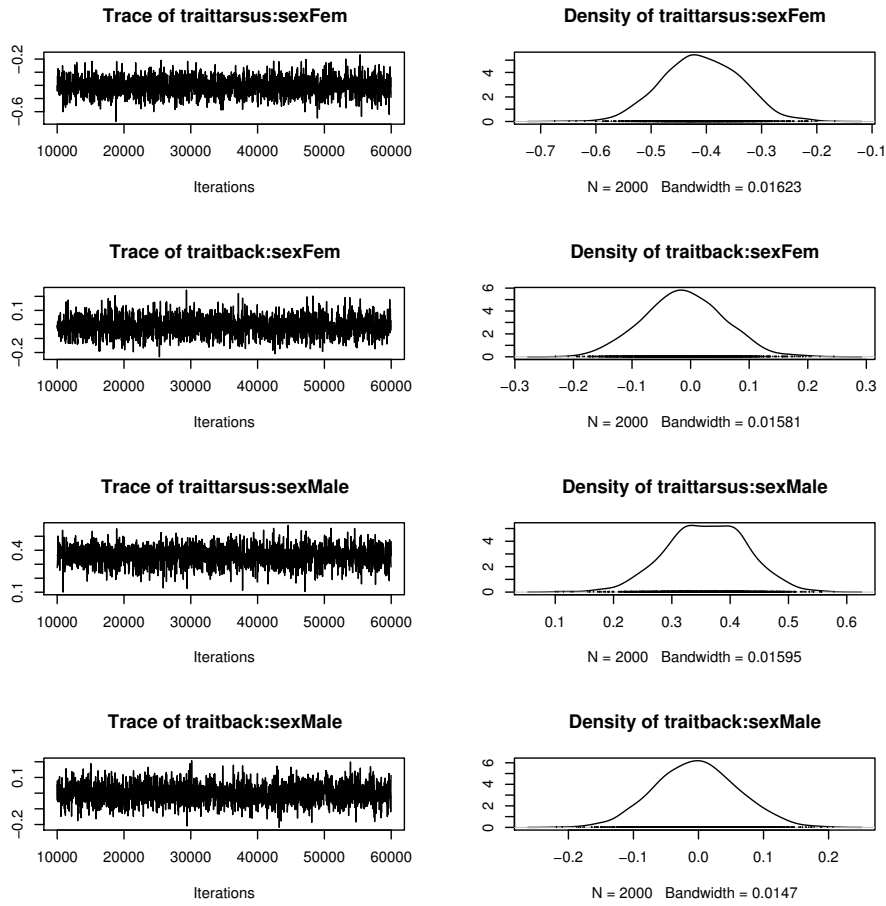 Trace of traittarsus:sexFem
−0.6 −0.2
10000 20000 30000 40000 50000 60000
Iterations
Density of traittarsus:sexFem
0 2 4
−0.7 −0.6 −0.5 −0.4 −0.3 −0.2 −0.1
N = 2000 Bandwidth = 0.01623
Trace of traitback:sexFem
−0.2 0.1
10000 20000 30000 40000 50000 60000
Iterations
Density of traitback:sexFem
0 2 4 6
−0.3 −0.2 −0.1 0.0 0.1 0.2 0.3
N = 2000 Bandwidth = 0.01581
Trace of traittarsus:sexMale
0.1 0.4
10000 20000 30000 40000 50000 60000
Iterations
Density of traittarsus:sexMale
0 2 4
0.1 0.2 0.3 0.4 0.5 0.6
N = 2000 Bandwidth = 0.01595
Trace of traitback:sexMale
−0.2 0.1
10000 20000 30000 40000 50000 60000
Iterations
Density of traitback:sexMale
0 2 4 6
−0.2 −0.1 0.0 0.1 0.2
N = 2000 Bandwidth = 0.0147